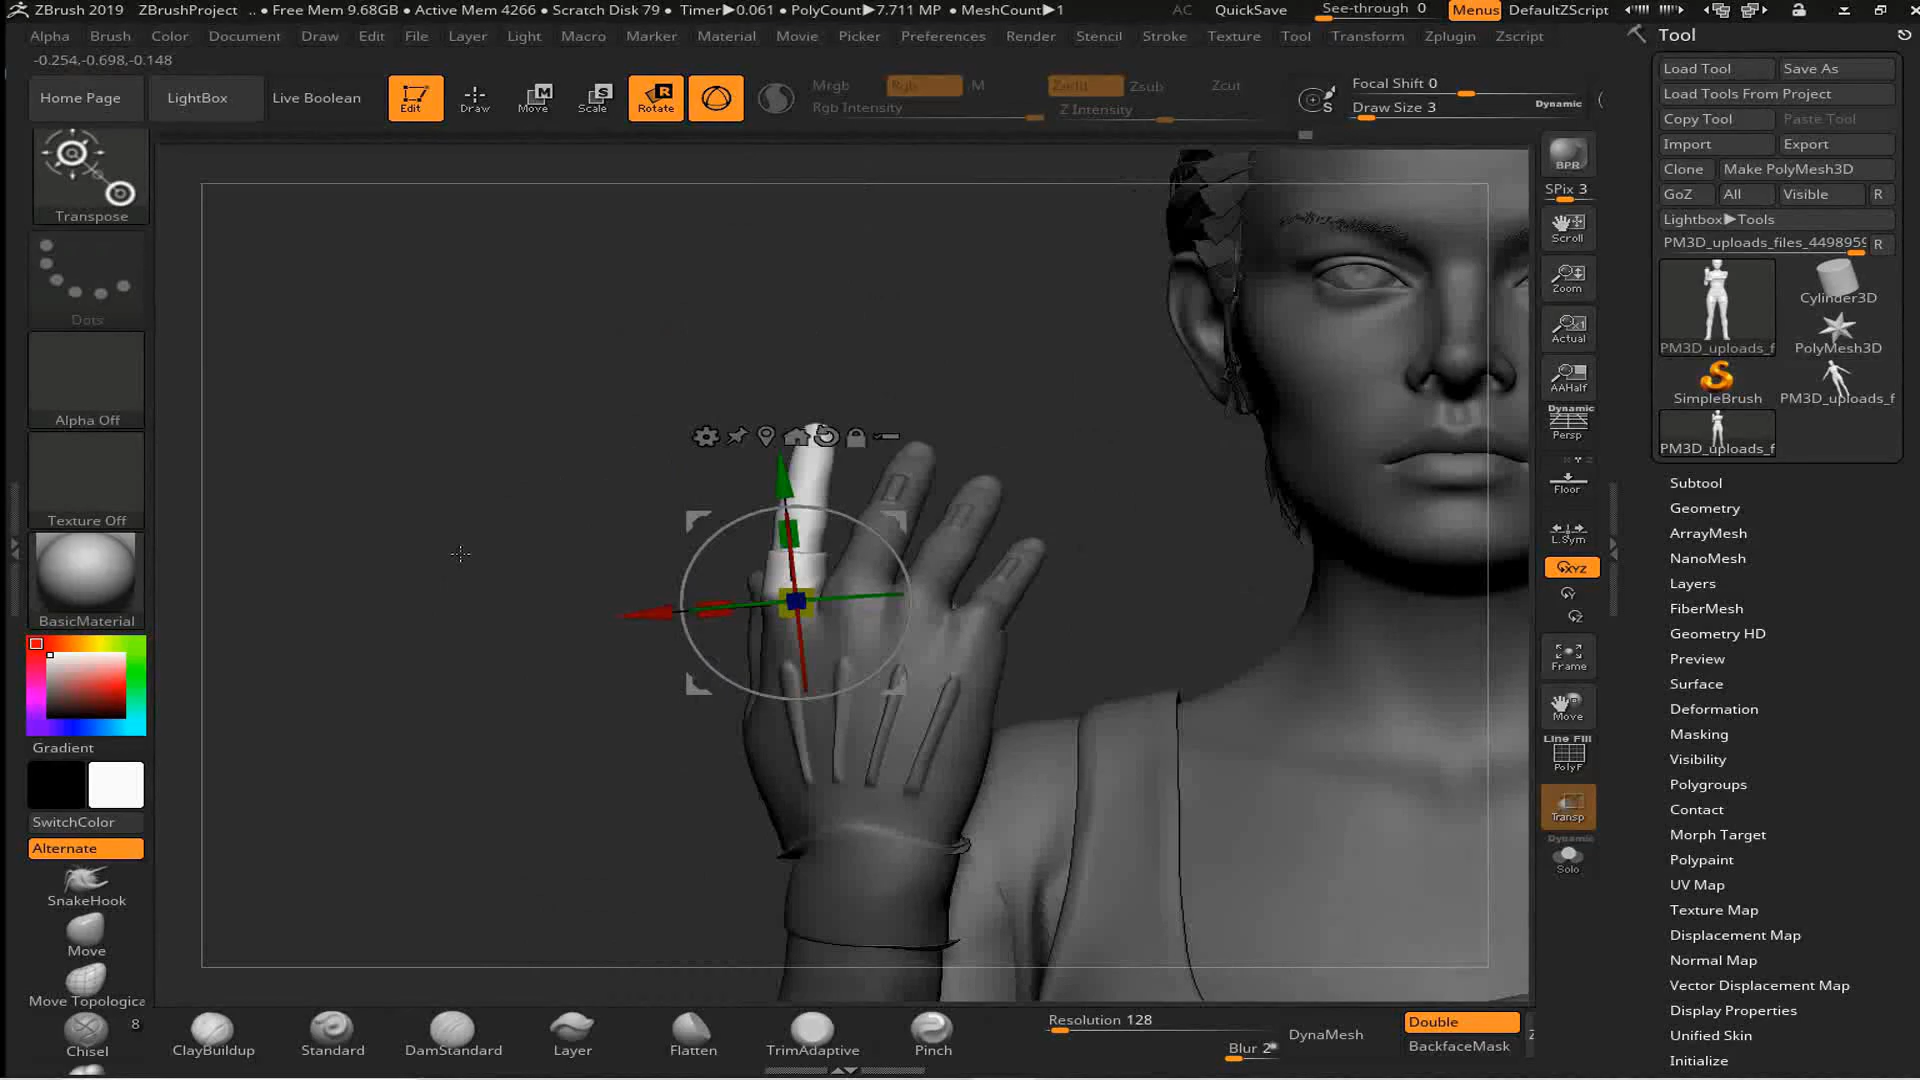 ZBrush 2019 ZBrushProject .. • Free Mem 9.68GB • Active Mem 4266 • Scratch Disk 79 • Timer▶0.061 • PolyCount▶7.711 MP • MeshCount▶1 AC QuickSave See-through 0 Menus DefaultZScript
Alpha Brush Color Document Draw Edit File Layer Light Macro Marker Material Movie Picker Preferences Render Stencil Stroke Texture Tool Transform Zplugin Zscript
-0.254,-0.698,-0.148
Home Page LightBox Live Boolean Edit Draw Move Scale Rotate
Mrgb Rgb M
Rgb Intensity
Zadd Zsub Zcut
Z Intensity
Focal Shift 0
Draw Size 3 Dynamic
Transpose
Dots
Alpha Off
Texture Off
BasicMaterial
Gradient
SwitchColor
Alternate
SnakeHook
Move
Move Topologica
8
Chisel
ClayBuildup Standard DamStandard Layer Flatten TrimAdaptive Pinch
Resolution 128
Blur 2
DynaMesh
Double
BackfaceMask
BPR
SPix 3
Scroll
Zoom
Actual
AAHalf
Dynamic
Persp
Floor
L.Sym
XYZ
Frame
Move
Line Fill
PolyF
Transp
Dynamic
Solo
Tool
Load Tool Save As
Load Tools From Project
Copy Tool Paste Tool
Import Export
Clone Make PolyMesh3D
GoZ All Visible R
Lightbox▶Tools
PM3D_uploads_files_4498959 R
Cylinder3D
PM3D_uploads_f PolyMesh3D
SimpleBrush PM3D_uploads_f
PM3D_uploads_f
Subtool
Geometry
ArrayMesh
NanoMesh
Layers
FiberMesh
Geometry HD
Preview
Surface
Deformation
Masking
Visibility
Polygroups
Contact
Morph Target
Polypaint
UV Map
Texture Map
Displacement Map
Normal Map
Vector Displacement Map
Display Properties
Unified Skin
Initialize